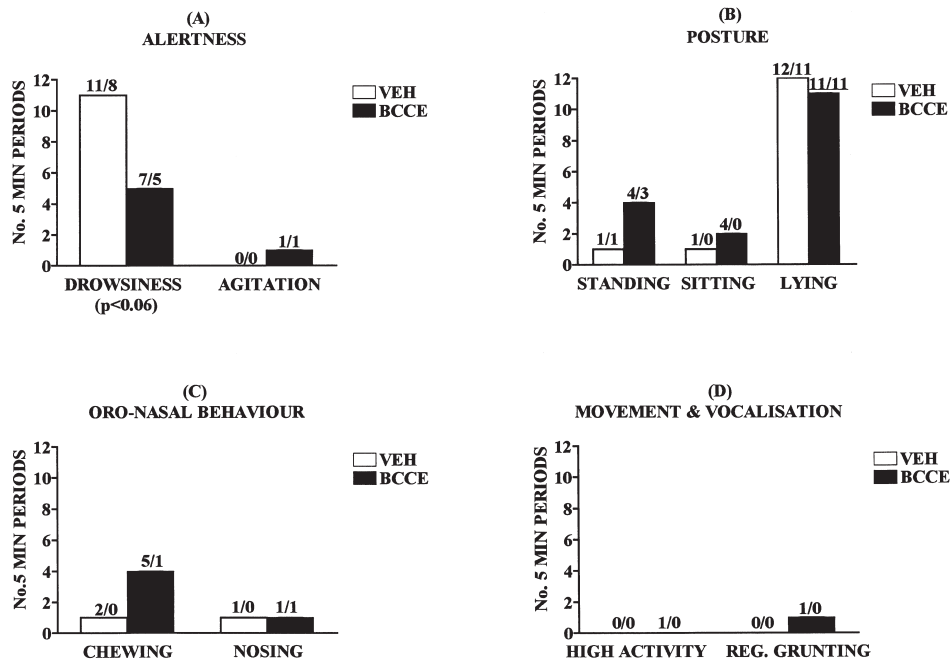 (A)
ALERTNESS
No. 5 MIN PERIODS
12
10
8
6
4
2
0
11/8
7/5
0/0
1/1
DROWSINESS
(p<0.06)
AGITATION
VEH
BCCE
(B)
POSTURE
No. 5 MIN PERIODS
12
10
8
6
4
2
0
1/1
4/3
1/0
4/0
12/11
11/11
STANDING SITTING LYING
VEH
BCCE
(C)
ORO-NASAL BEHAVIOUR
No.5 MIN PERIODS
12
10
8
6
4
2
0
2/0
5/1
1/0
1/1
CHEWING NOSING
VEH
BCCE
(D)
MOVEMENT & VOCALISATION
No. 5 MIN PERIODS
12
10
8
6
4
2
0
0/0
1/0
0/0
1/0
HIGH ACTIVITY REG. GRUNTING
VEH
BCCE